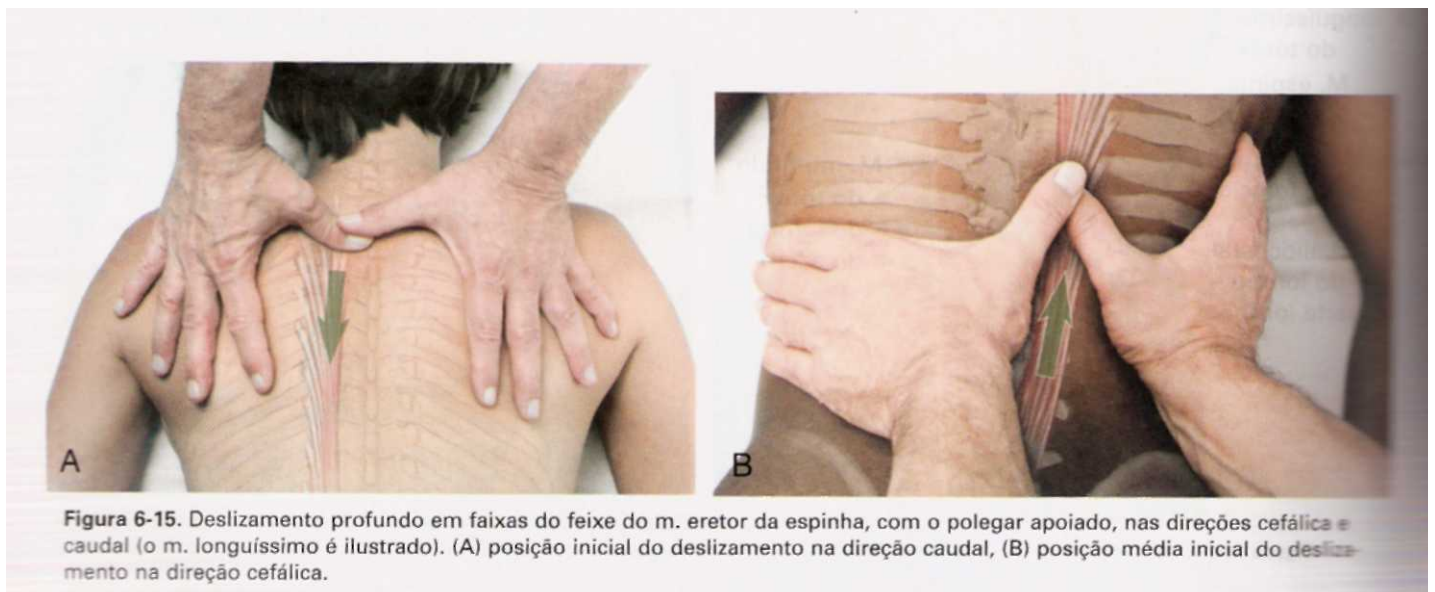 A
B
Figura 6-15. Deslizamento profundo em faixas do feixe do m. eretor da espinha, com o polegar apoiado, nas direções cefálica e
caudal (o m. longuíssimo é ilustrado). (A) posição inicial do deslizamento na direção caudal, (B) posição média inicial do desliza-
mento na direção cefálica.